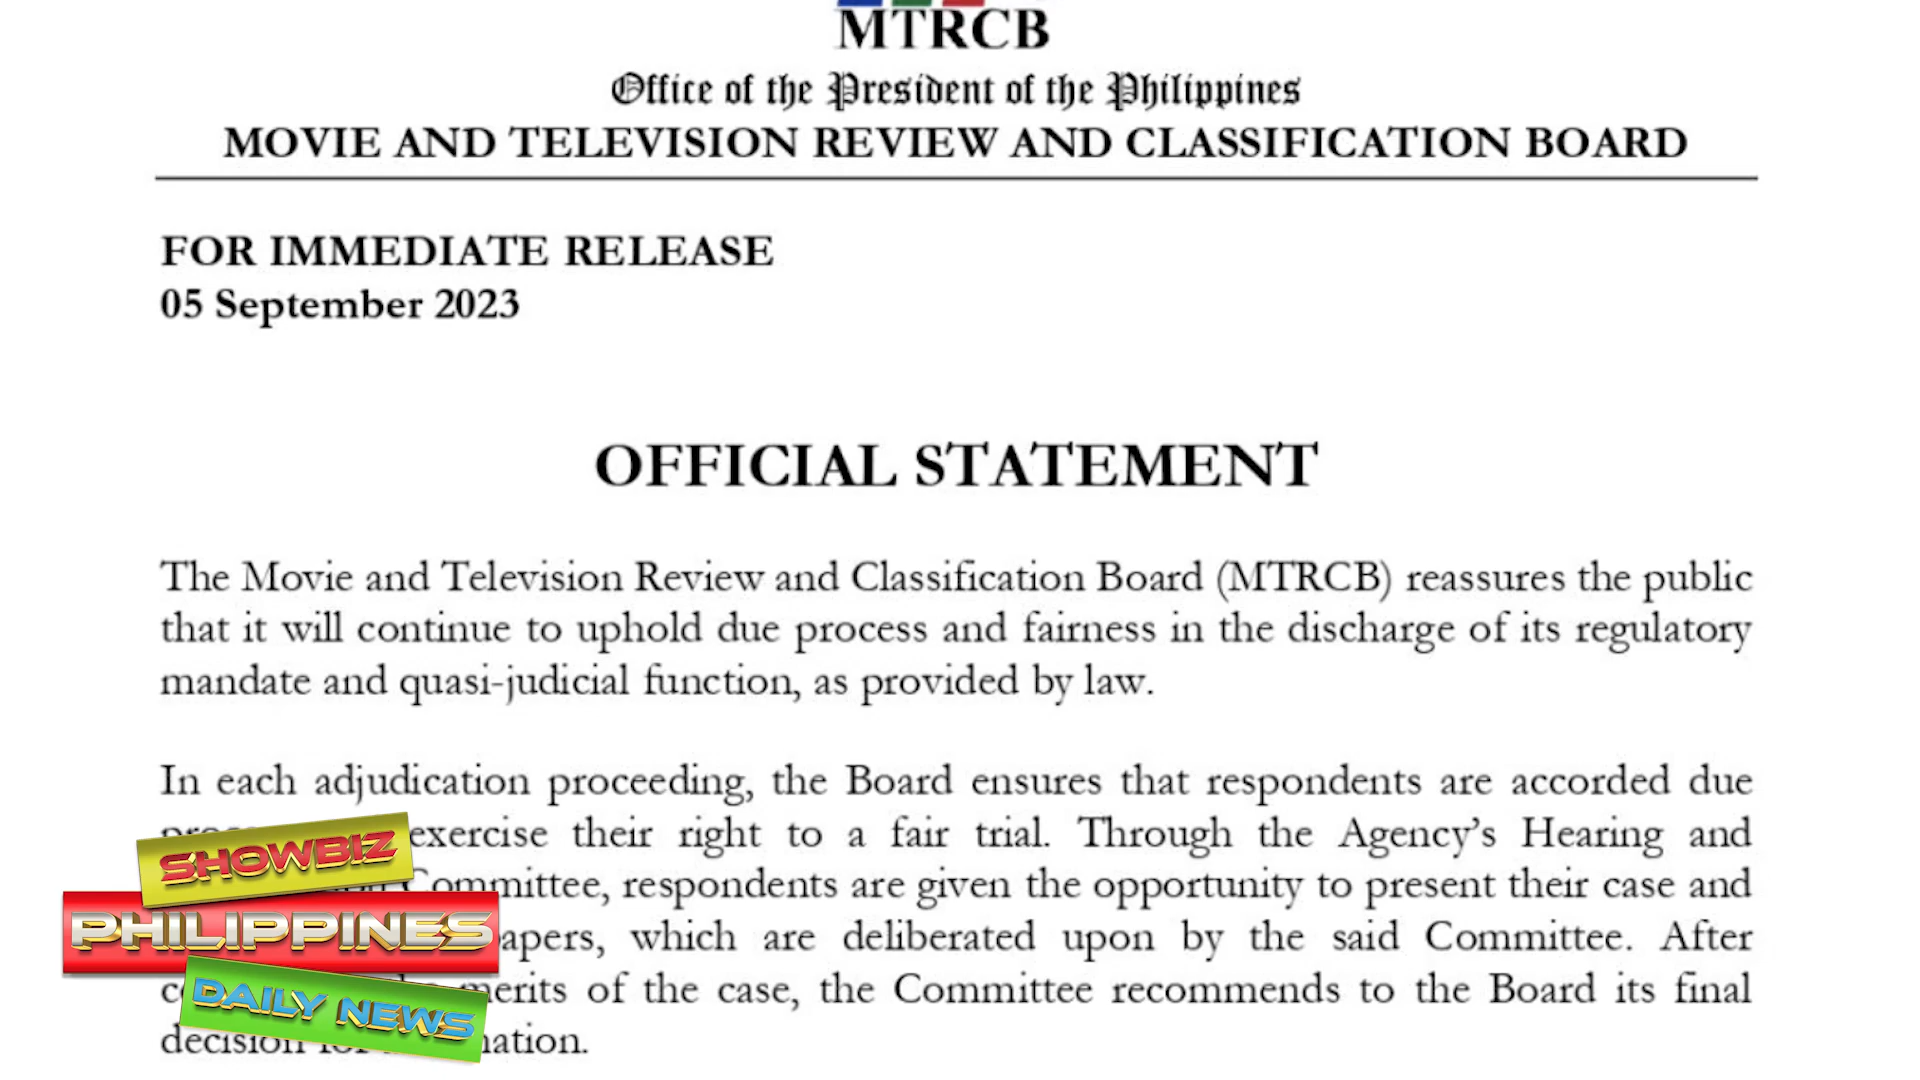 MTRCB
Office of the President of the Philippines
MOVIE AND TELEVISION REVIEW AND CLASSIFICATION BOARD
FOR IMMEDIATE RELEASE
05 September 2023
OFFICIAL STATEMENT
The Movie and Television Review and Classification Board (MTRCB) reassures the public
that it will continue to uphold due process and fairness in the discharge of its regulatory
mandate and quasi-judicial function, as provided by law.
In each adjudication proceeding, the Board ensures that respondents are accorded due
exercise their right to a fair trial. Through the Agency's Hearing and
Committee, respondents are given the opportunity to present their case and
which are deliberated upon by the said Committee. After
merits of the case, the Committee recommends to the Board its final
decision
SHOWBIZ
PHILIPPINES
DAILY NEWS